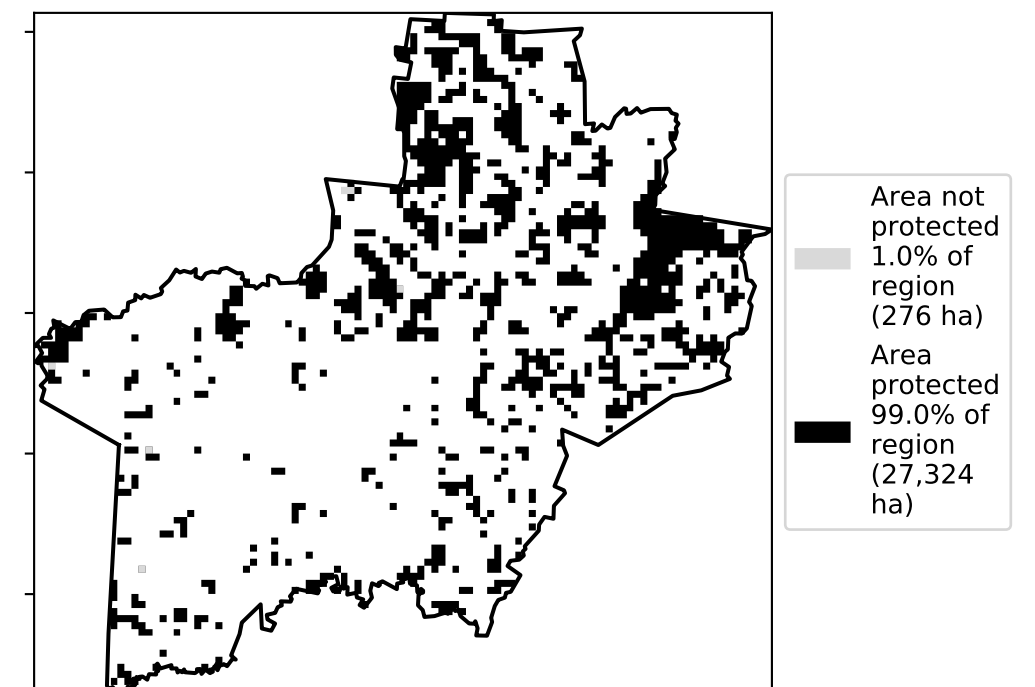 Area not
protected
1.0% of
region
(276 ha)
Area
protected
99.0% of
region
(27,324
ha)